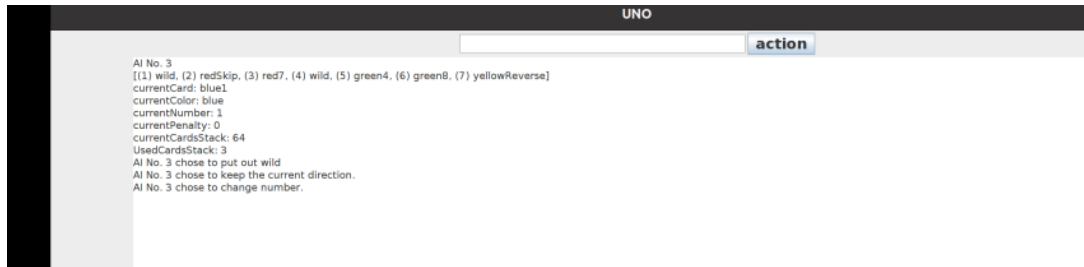 UNO
action
AI No. 3
[(1) wild, (2) redSkip, (3) red7, (4) wild, (5) green4, (6) green8, (7) yellowReverse]
currentCard: blue1
currentColor: blue
currentNumber: 1
currentPenalty: 0
currentCardsStack: 64
UsedCardsStack: 3
AI No. 3 chose to put out wild
AI No. 3 chose to keep the current direction.
AI No. 3 chose to change number.